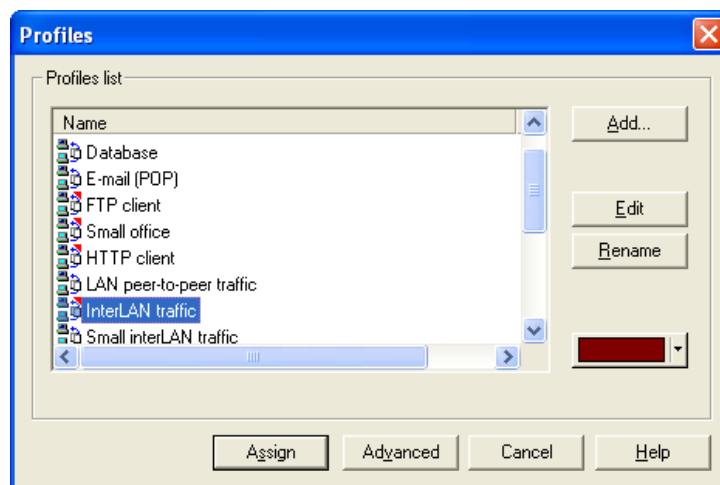 Profiles
Profiles list
Name
Add...
Database
E-mail (POP)
FTP client
Edit
Small office
HTTP client
Rename
LAN peer-to-peer traffic
InterLAN traffic
Small interLAN traffic
Assign
Advanced
Cancel
Help